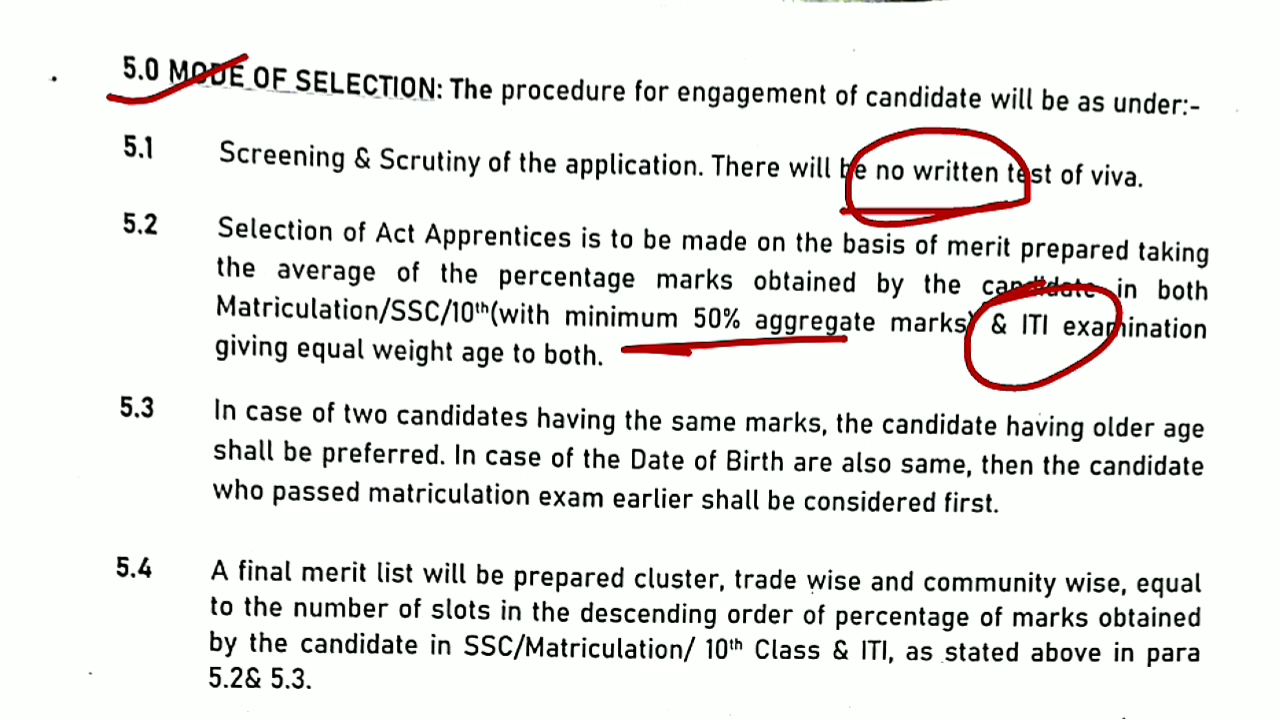 5.0 MODE OF SELECTION: The procedure for engagement of candidate will be as under:-
5.1 Screening & Scrutiny of the application. There will be no written test of viva.
5.2 Selection of Act Apprentices is to be made on the basis of merit prepared taking
the average of the percentage marks obtained by the candidate in both
Matriculation/SSC/10th(with minimum 50% aggregate marks) & ITI examination
giving equal weight age to both.
5.3 In case of two candidates having the same marks, the candidate having older age
shall be preferred. In case of the Date of Birth are also same, then the candidate
who passed matriculation exam earlier shall be considered first.
5.4 A final merit list will be prepared cluster, trade wise and community wise, equal
to the number of slots in the descending order of percentage of marks obtained
by the candidate in SSC/Matriculation/ 10th Class & ITI, as stated above in para
5.2& 5.3.